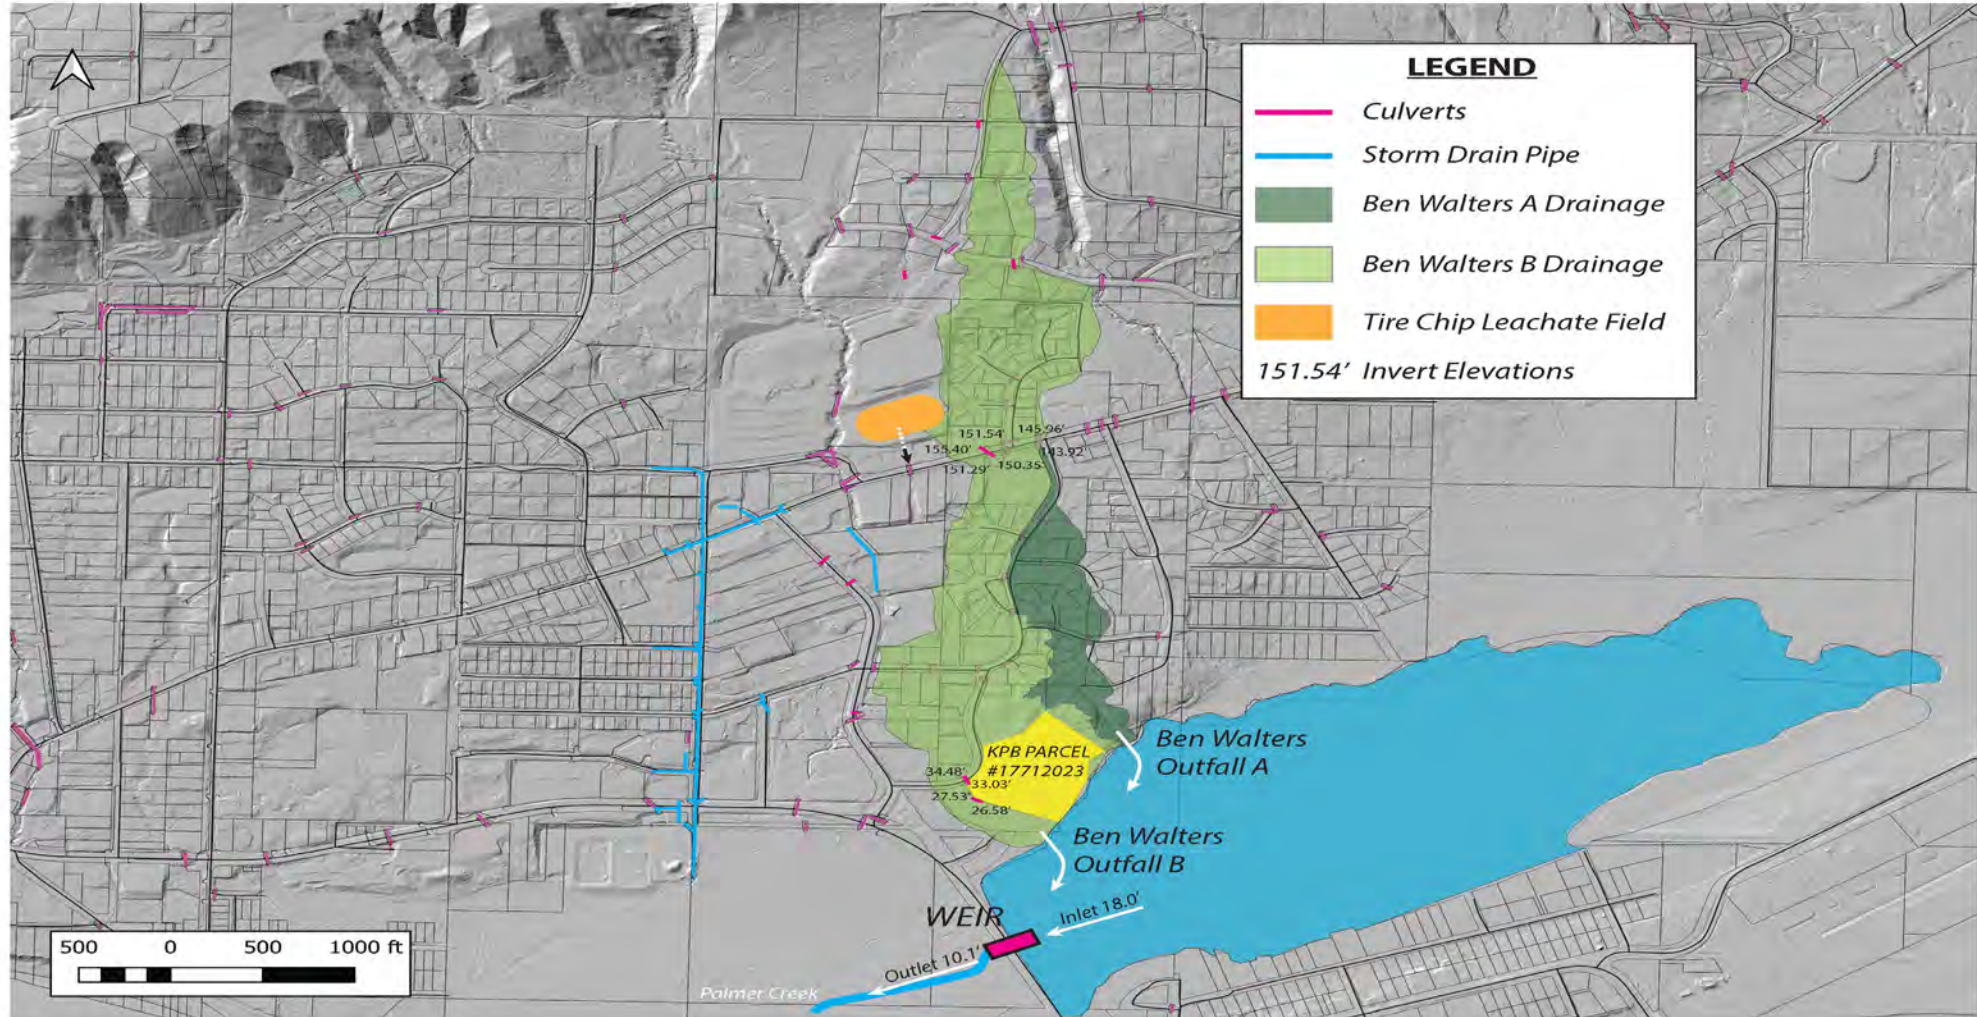 LEGEND
Culverts
Storm Drain Pipe
Ben Walters A Drainage
Ben Walters B Drainage
Tire Chip Leachate Field
151.54' Invert Elevations
151.54'
145.96'
155.40'
143.92'
151.29'
150.35'
KPB PARCEL
#17712023
34.48'
33.03'
27.53'
26.58'
Ben Walters
Outfall A
Ben Walters
Outfall B
WEIR
Inlet 18.0'
Outlet 10.1'
Palmer Creek
500 0 500 1000 ft